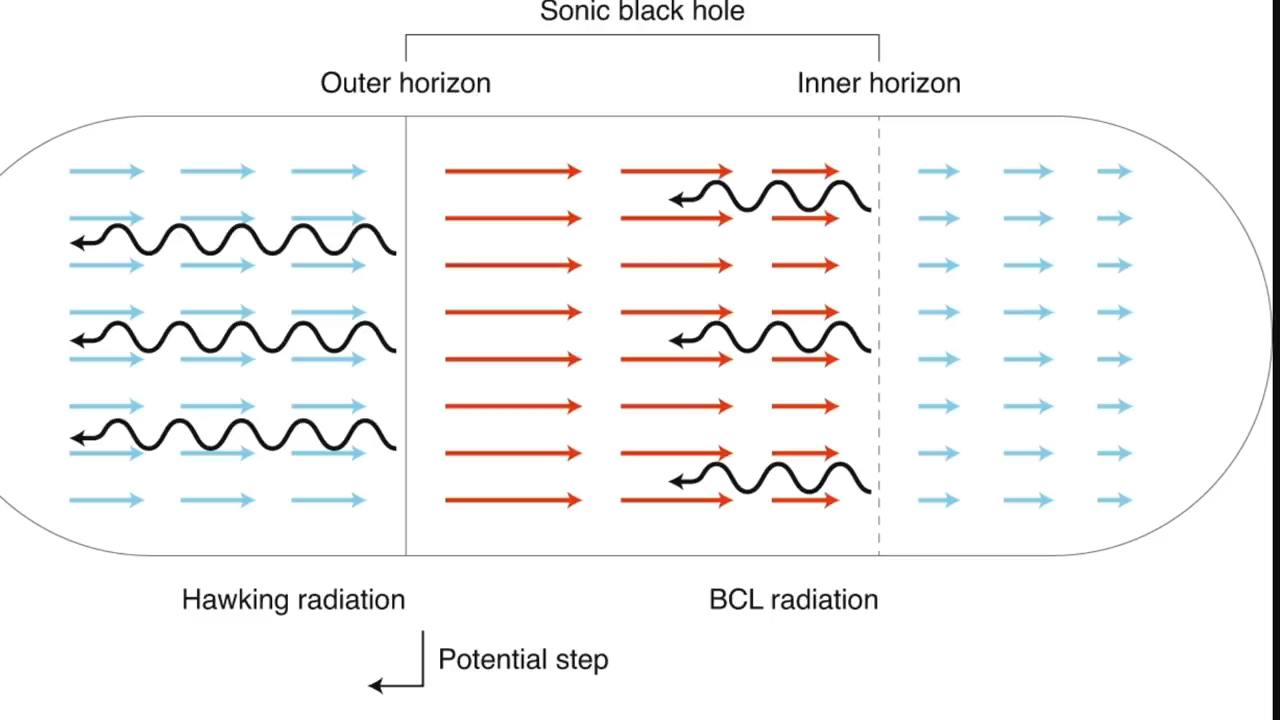 Sonic black hole
Outer horizon
Inner horizon
Hawking radiation
BCL radiation
Potential step